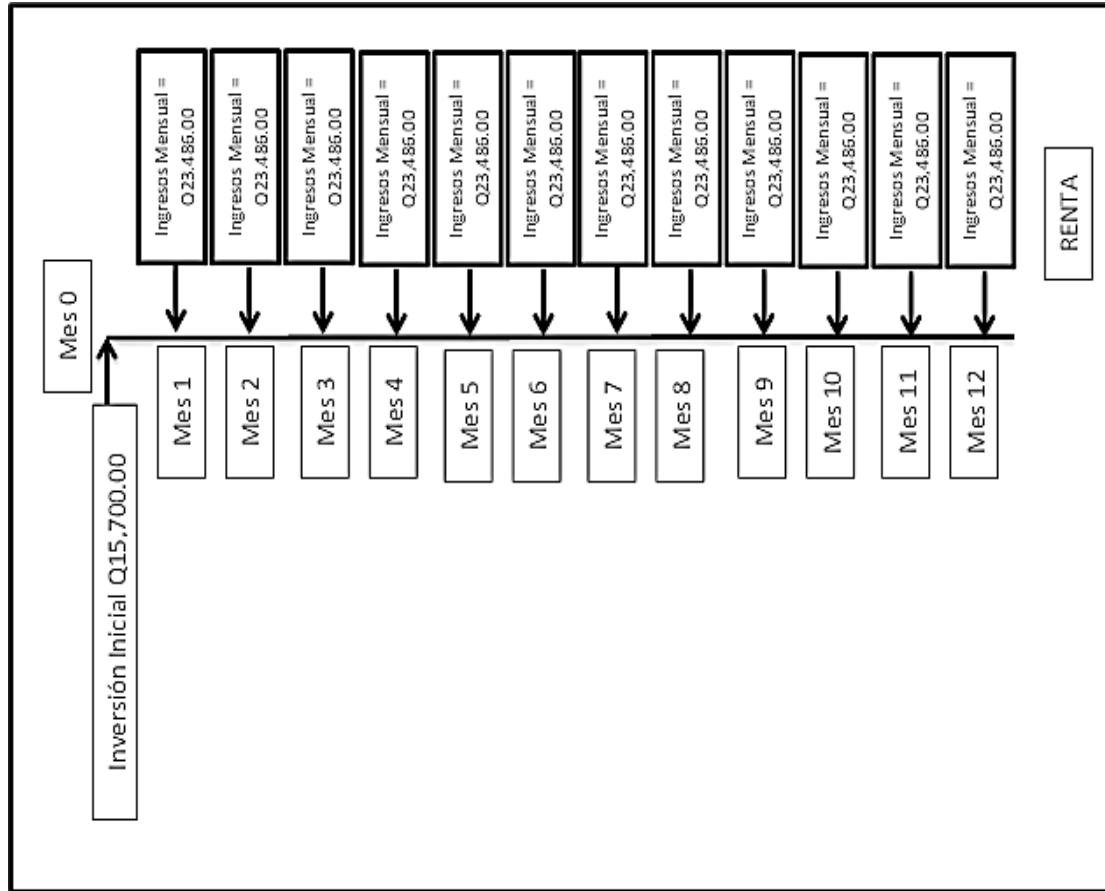 Mes 0
Inversión Inicial Q15,700.00
Ingresos Mensual =
Q23,486.00
Ingresos Mensual =
Q23,486.00
Ingresos Mensual =
Q23,486.00
Ingresos Mensual =
Q23,486.00
Ingresos Mensual =
Q23,486.00
Ingresos Mensual =
Q23,486.00
Ingresos Mensual =
Q23,486.00
Ingresos Mensual =
Q23,486.00
Ingresos Mensual =
Q23,486.00
Ingresos Mensual =
Q23,486.00
Ingresos Mensual =
Q23,486.00
Ingresos Mensual =
Q23,486.00
Mes 1
Mes 2
Mes 3
Mes 4
Mes 5
Mes 6
Mes 7
Mes 8
Mes 9
Mes 10
Mes 11
Mes 12
RENTA